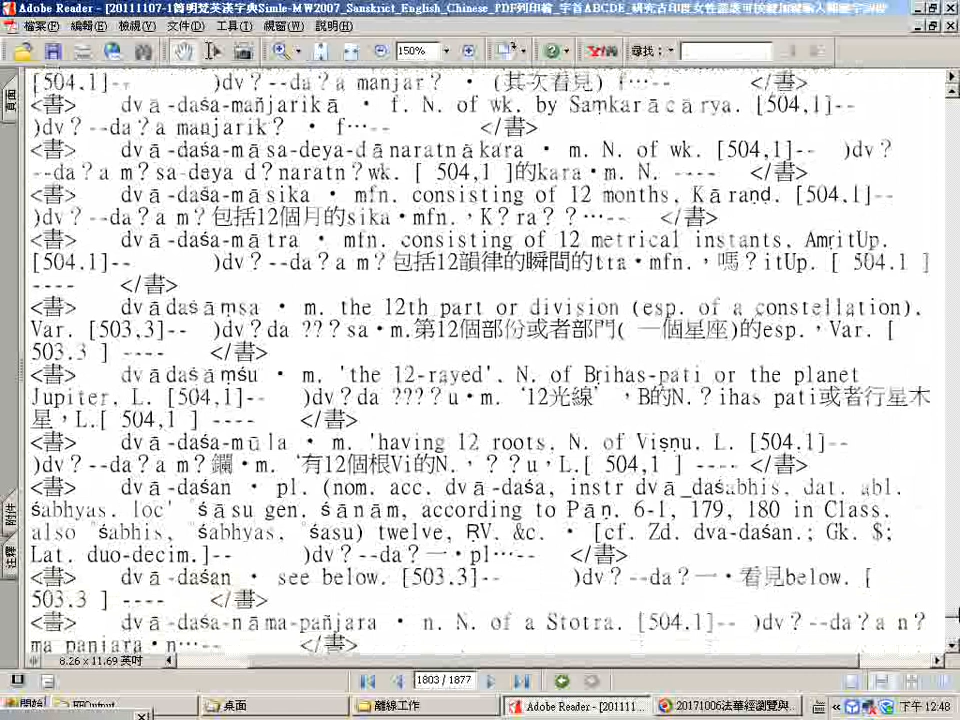 Adobe Reader - [20111107-1簡明梵英漢字典Simle-MW2007_Sanskrict_English_Chinese_PDF列印檔_字首ABCDE_研究古印度女性
檔案(F) 編輯(E) 檢視(V) 文件(D) 工具(T) 視窗(W) 說明(H)
150% 尋找：
[504.1]-- )dv？--da？a manjar？ • (其次看見) f…-- </書>
<書> dvā-daśa-mañjarikā • f. N. of wk. by Saṃkarācārya. [504,1]--
)dv？--da？a manjarik？ • f…-- </書>
<書> dvā-daśa-māsa-deya-dānaratnākara • m. N. of wk. [504,1]-- )dv？
--da？a m？sa-deya d？naratn？wk. [ 504,1 ]的kara•m. N. ---- </書>
<書> dvā-daśa-māsika • mfn. consisting of 12 months, Kāraṇḍ. [504.1]--
)dv？--da？a m？包括12個月的sika•mfn.，K？ra？？…-- </書>
<書> dvā-daśa-mātra • mfn. consisting of 12 metrical instants, AmṛitUp.
[504.1]-- )dv？--da？a m？包括12韻律的瞬間的tta•mfn.，嗎？itUp. [ 504.1 ]
---- </書>
<書> dvādaśāṃsa • m. the 12th part or division (esp. of a constellation),
Var. [503,3]-- )dv？da ???sa•m.第12個部份或者部門( 一個星座)的esp.，Var. [
503.3 ] ---- </書>
<書> dvādaśāṃśu • m. 'the 12-rayed', N. of Bṛihas-pati or the planet
Jupiter, L. [504,1]-- )dv？da ????u•m.‘12光線’，B的N.？ihas pati或者行星木
星，L.[ 504,1 ] ---- </書>
<書> dvā-daśa-mūla • m. 'having 12 roots, N. of Viṣṇu, L. [504.1]--
)dv？--da？a m？鑭•m.‘有12個根Vi的N.，？？u，L.[ 504,1 ] ---- </書>
<書> dvā-daśan • pl. (nom. acc. dvā-daśa, instr dvā_daśabhis, dat. abl.
śabhyas. loc' śāsu gen. śānām, according to Pāṇ. 6-1, 179, 180 in Class.
also °śabhis, °śabhyas, °śasu) twelve, RV. &c. • [cf. Zd. dva-daśan.; Gk. $;
Lat. duo-decim.]-- )dv？--da？一•pl…-- </書>
<書> dvā-daśan • see below. [503.3]-- )dv？--da？一•看見below. [
503.3 ] ---- </書>
<書> dvā-daśa-nāma-pañjara • n. N. of a Stotra. [504.1]-- )dv？--da？a n？
ma panjara•n…-- </書>
頁面
附件
註釋
8.26 x 11.69 英吋
1803 / 1877
開始 桌面 離線工作 Adobe Reader - [201111... 20171006法華經瀏覽與... 下午 12:48